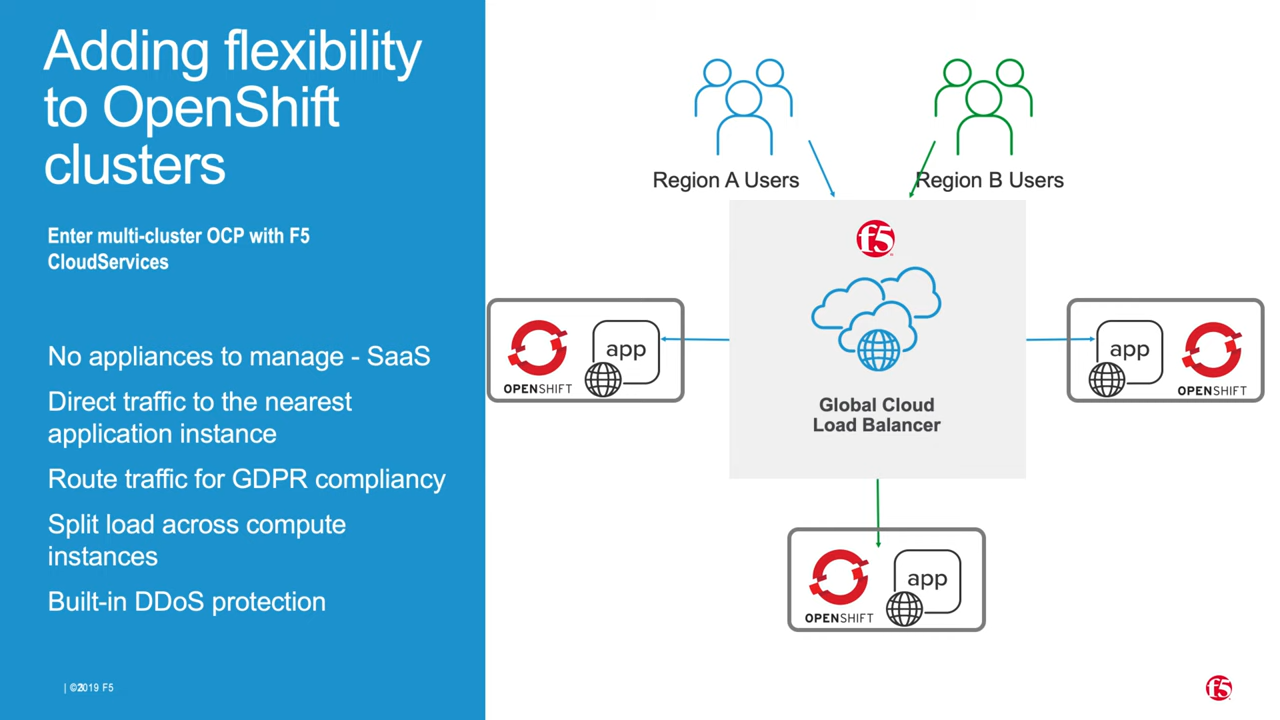 Adding flexibility
to OpenShift
clusters
Enter multi-cluster OCP with F5
CloudServices
No appliances to manage - SaaS
Direct traffic to the nearest
application instance
Route traffic for GDPR compliancy
Split load across compute
instances
Built-in DDoS protection
| ©2019 F5
Region A Users
Region B Users
f5
Global Cloud
Load Balancer
app
OPENSHIFT
app
OPENSHIFT
app
OPENSHIFT
f5